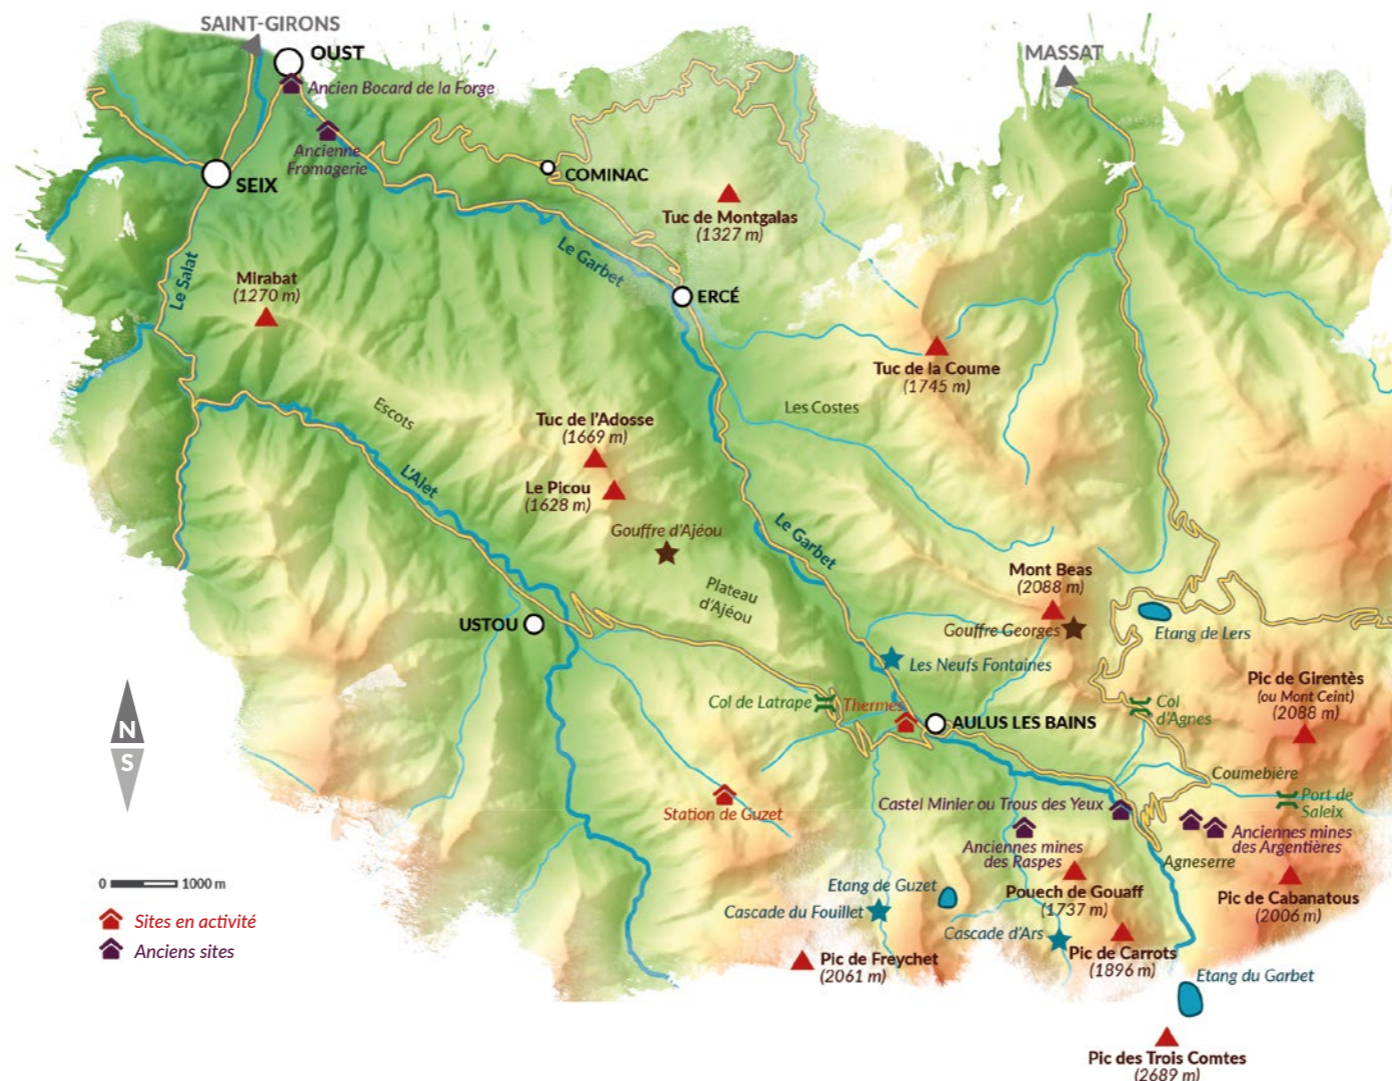 SAINT-GIRONS
OUST
Ancien Bocard de la Forge
MASSAT
Ancienne
Fromagerie
SEIX
COMINAC
Tuc de Montgalas
(1327 m)
Le Garbet
Le Salat
Mirabat
(1270 m)
ERCÉ
Tuc de la Coume
(1745 m)
Les Costes
Escots
Tuc de l'Adosse
(1669 m)
L'Alet
Le Picou
(1628 m)
Gouffre d'Ajéou
Le Garbet
Plateau
d'Ajéou
Mont Beas
(2088 m)
USTOU
Gouffre Georges
Etang de Lers
Les Neufs Fontaines
Pic de Girentès
(ou Mont Ceint)
(2088 m)
Col de Latrape
Thermes
Col
d'Agnes
AULUS LES BAINS
N
S
Coumebière
Station de Guzet
Castel Minier ou Trous des Yeux
Port de
Saleix
Anciennes mines
des Raspes
Anciennes mines
des Argentières
Agneserre
0
1000 m
Etang de Guzet
Pouech de Gouaff
(1737 m)
Pic de Cabanatous
(2006 m)
Sites en activité
Cascade du Fouillet
Cascade d'Ars
Anciens sites
Pic de Freychet
(2061 m)
Pic de Carrots
(1896 m)
Etang du Garbet
Pic des Trois Comtes
(2689 m)